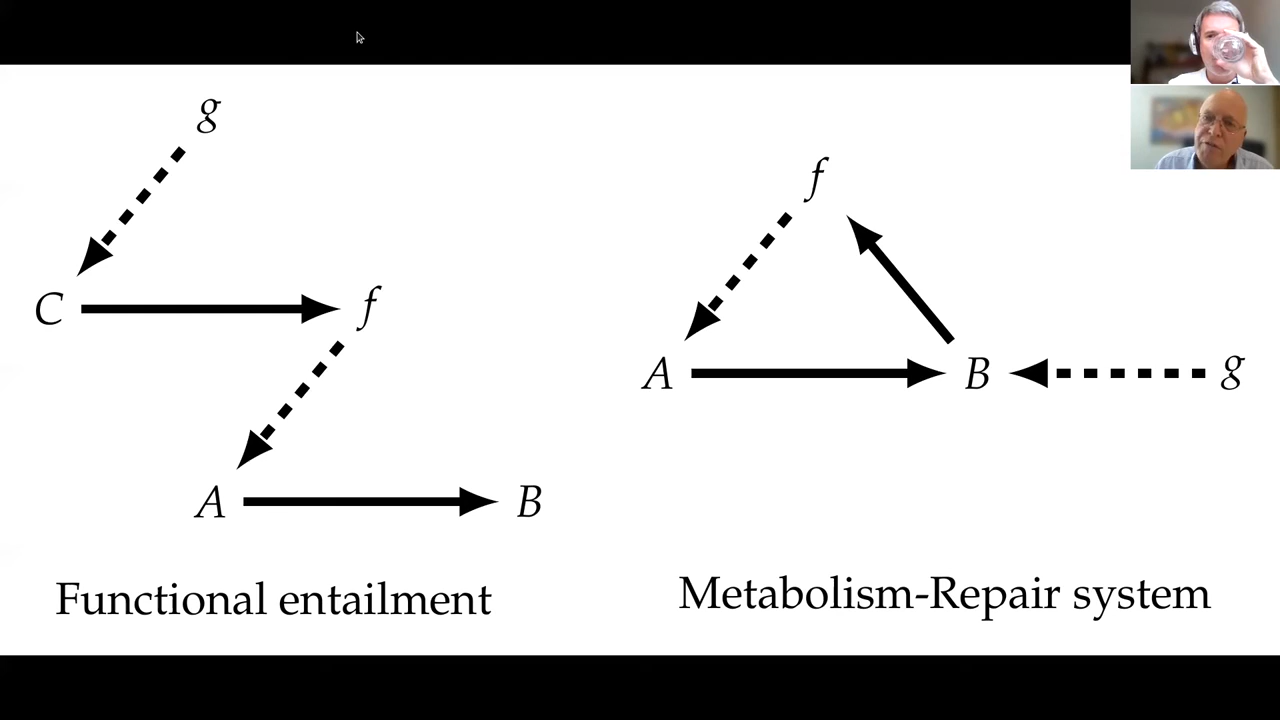 g
C f
A B
Functional entailment
f
A B g
Metabolism-Repair system